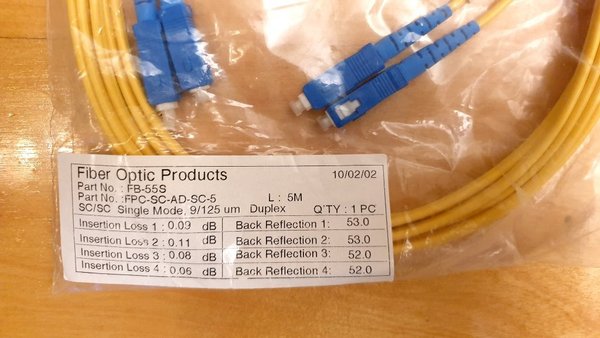 Fiber Optic Products 10/02/02
Part No. : FB-55S
Part No. :FPC-SC-AD-SC-5 L : 5M
SC/SC Single Mode, 9/125 um Duplex Q'TY : 1 PC
Insertion Loss 1 : 0.09 dB Back Reflection 1: 53.0
Insertion Loss 2 : 0.11 dB Back Reflection 2: 53.0
Insertion Loss 3 : 0.08 dB Back Reflection 3: 52.0
Insertion Loss 4 : 0.06 dB Back Reflection 4: 52.0